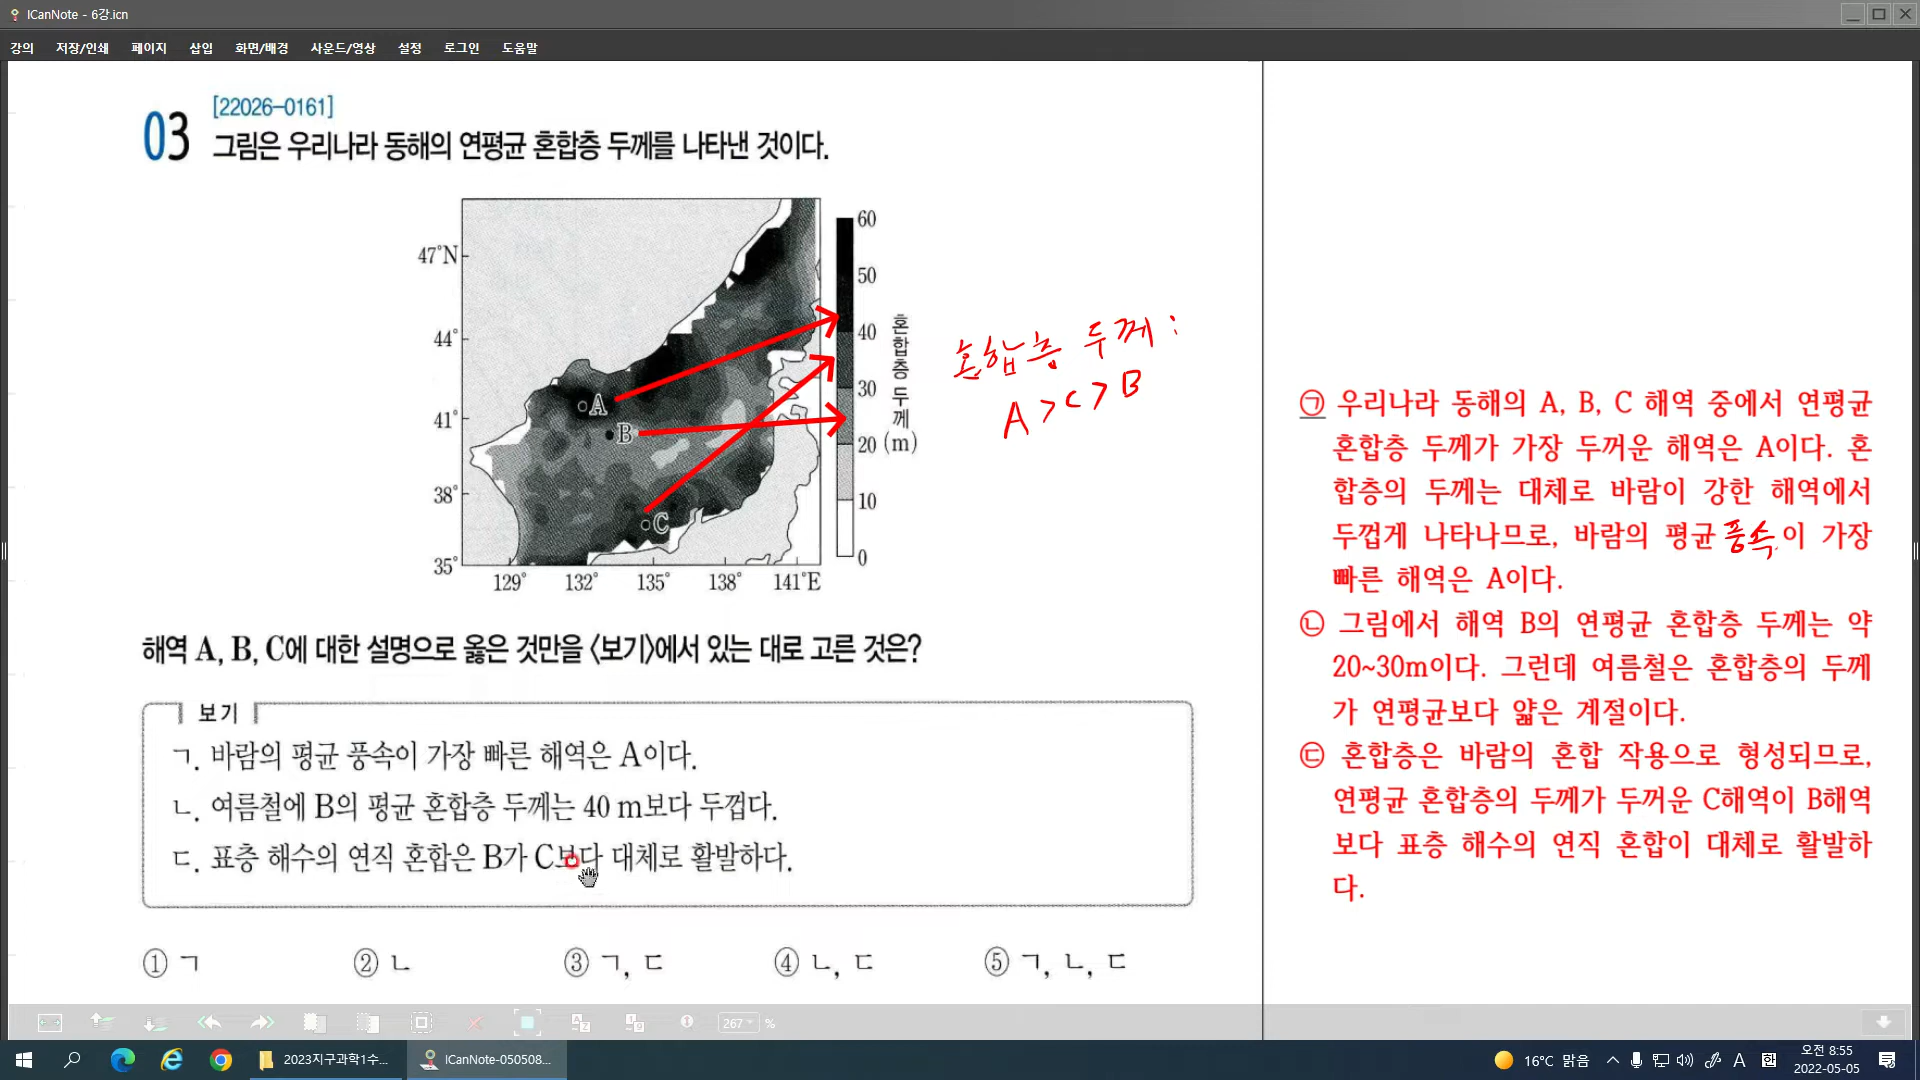 ICanNote - 6강.icn
강의 저장/인쇄 페이지 삽입 화면/배경 사운드/영상 설정 로그인 도움말
[22026-0161]
03 그림은 우리나라 동해의 연평균 혼합층 두께를 나타낸 것이다.
47°N
44°
41°
38°
35°
129° 132° 135° 138° 141°E
A
B
C
60
50
40
30
20
10
0
혼합층 두께 (m)
혼합층 두께 :
A > C > B
해역 A, B, C에 대한 설명으로 옳은 것만을 <보기>에서 있는 대로 고른 것은?
보기
ㄱ. 바람의 평균 풍속이 가장 빠른 해역은 A이다.
ㄴ. 여름철에 B의 평균 혼합층 두께는 40 m보다 두껍다.
ㄷ. 표층 해수의 연직 혼합은 B가 C보다 대체로 활발하다.
① ㄱ ② ㄴ ③ ㄱ, ㄷ ④ ㄴ, ㄷ ⑤ ㄱ, ㄴ, ㄷ
㉠ 우리나라 동해의 A, B, C 해역 중에서 연평균
혼합층 두께가 가장 두꺼운 해역은 A이다. 혼
합층의 두께는 대체로 바람이 강한 해역에서
두껍게 나타나므로, 바람의 평균 풍속이 가장
빠른 해역은 A이다.
㉡ 그림에서 해역 B의 연평균 혼합층 두께는 약
20~30m이다. 그런데 여름철은 혼합층의 두께
가 연평균보다 얇은 계절이다.
㉢ 혼합층은 바람의 혼합 작용으로 형성되므로,
연평균 혼합층의 두께가 두꺼운 C해역이 B해역
보다 표층 해수의 연직 혼합이 대체로 활발하
다.
267 %
2023지구과학1수... ICanNote-050508...
16°C 맑음 A 한 오전 8:55
2022-05-05